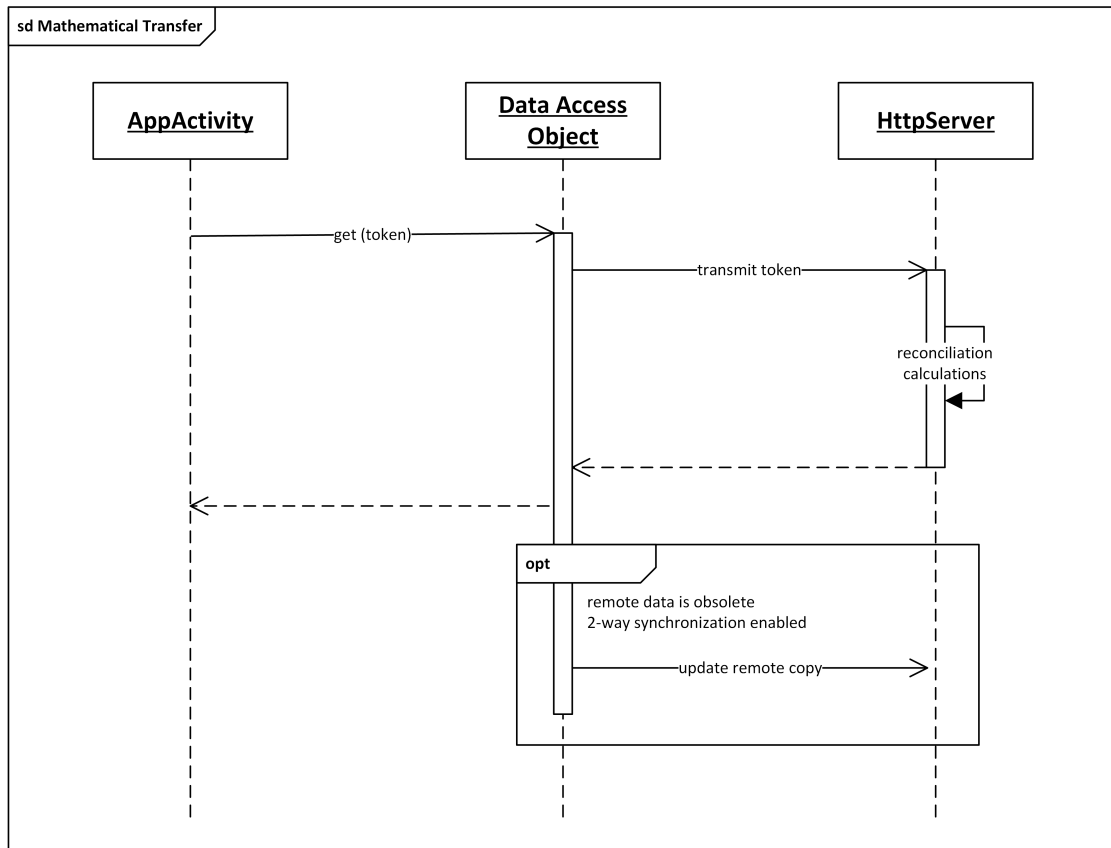 sd Mathematical Transfer
AppActivity
Data Access
Object
HttpServer
get (token)
transmit token
reconciliation
calculations
opt
remote data is obsolete
2-way synchronization enabled
update remote copy